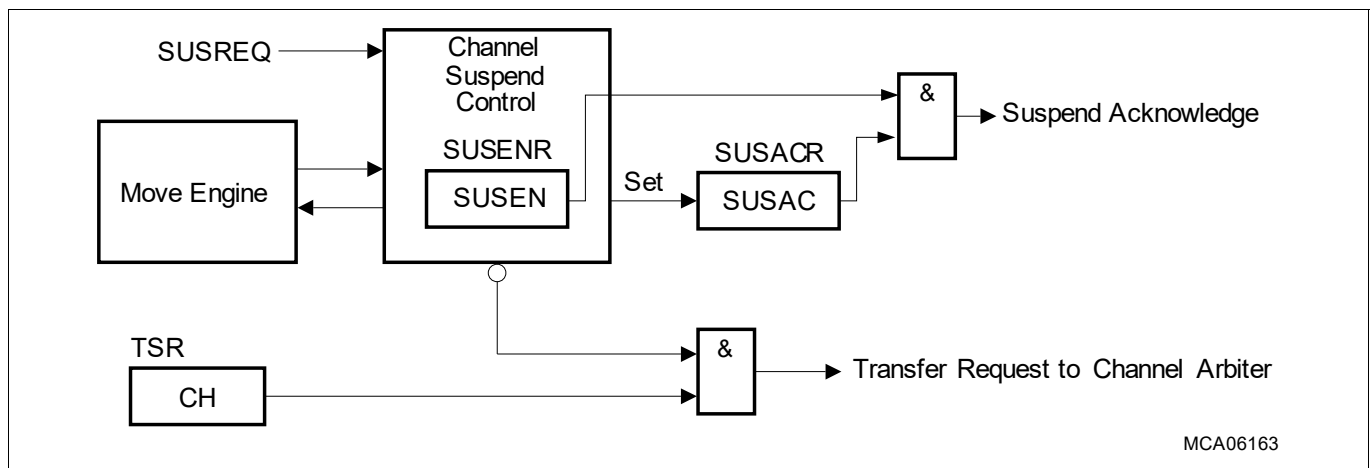 SUSREQ
Channel
Suspend
Control
&
Suspend Acknowledge
SUSENR
SUSACR
Move Engine
SUSEN
Set
SUSAC
TSR
&
Transfer Request to Channel Arbiter
CH
MCA06163